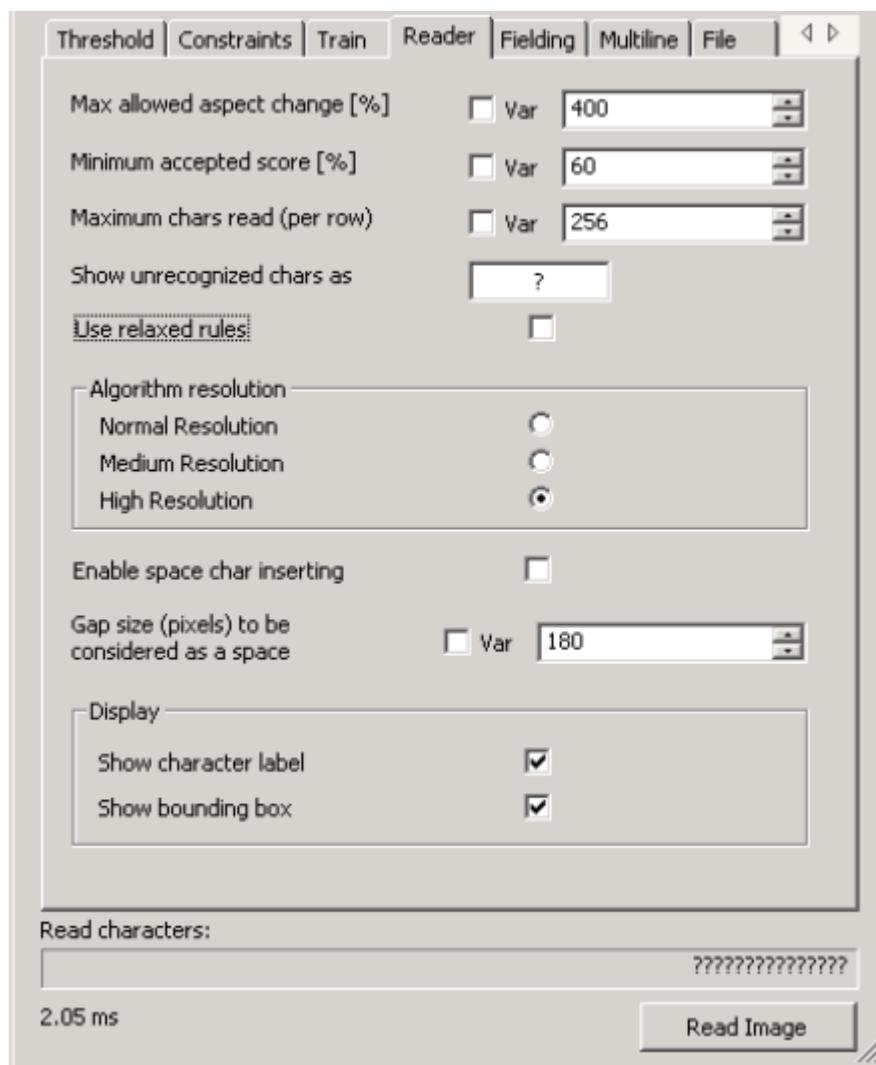 Threshold Constraints Train Reader Fielding Multiline File
Max allowed aspect change [%] Var 400
Minimum accepted score [%] Var 60
Maximum chars read (per row) Var 256
Show unrecognized chars as ?
Use relaxed rules
Algorithm resolution
Normal Resolution
Medium Resolution
High Resolution
Enable space char inserting
Gap size (pixels) to be
considered as a space Var 180
Display
Show character label
Show bounding box
Read characters:
???????????????
2.05 ms Read Image